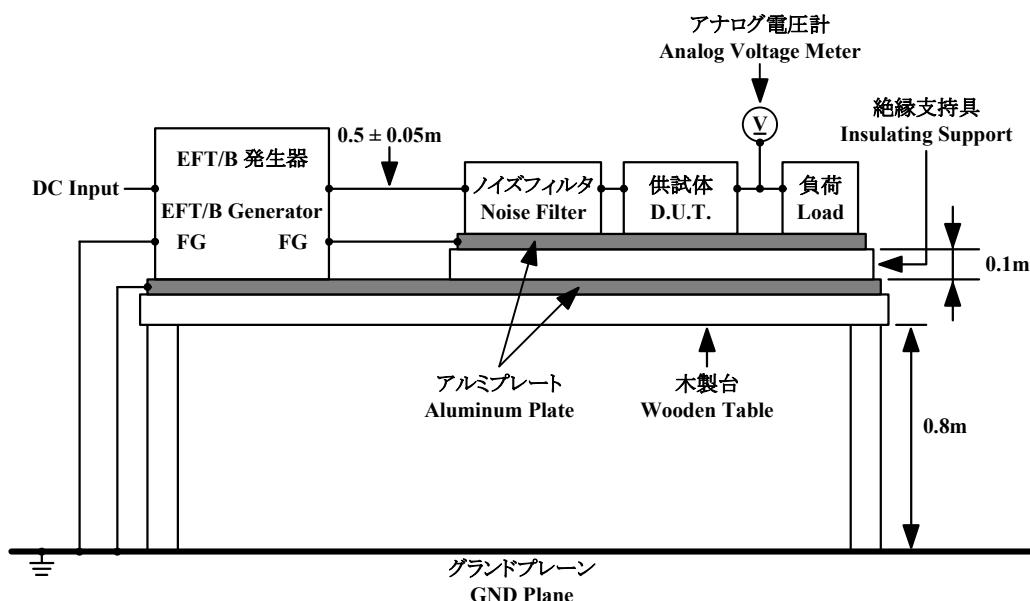 アナログ電圧計
Analog Voltage Meter
絶縁支持具
Insulating Support
0.5 ± 0.05m
V
EFT/B 発生器
DC Input
EFT/B Generator
FG
FG
ノイズフィルタ
Noise Filter
供試体
D.U.T.
負荷
Load
0.1m
アルミプレート
Aluminum Plate
木製台
Wooden Table
0.8m
グランドプレーン
GND Plane